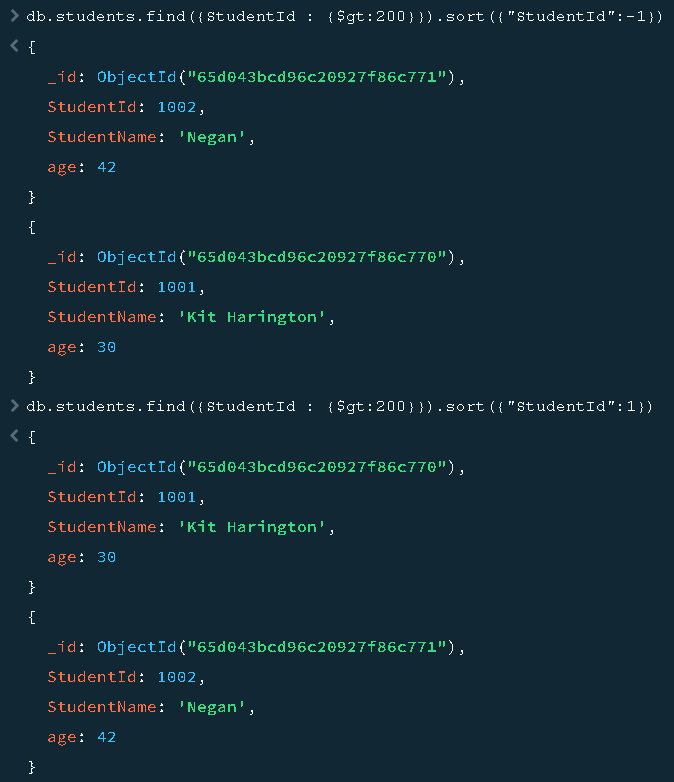 > db.students.find({StudentId : {$gt:200}}).sort({"StudentId":-1})
< {
_id: ObjectId("65d043bcd96c20927f86c771"),
StudentId: 1002,
StudentName: 'Negan',
age: 42
}
{
_id: ObjectId("65d043bcd96c20927f86c770"),
StudentId: 1001,
StudentName: 'Kit Harington',
age: 30
}
> db.students.find({StudentId : {$gt:200}}).sort({"StudentId":1})
< {
_id: ObjectId("65d043bcd96c20927f86c770"),
StudentId: 1001,
StudentName: 'Kit Harington',
age: 30
}
{
_id: ObjectId("65d043bcd96c20927f86c771"),
StudentId: 1002,
StudentName: 'Negan',
age: 42
}